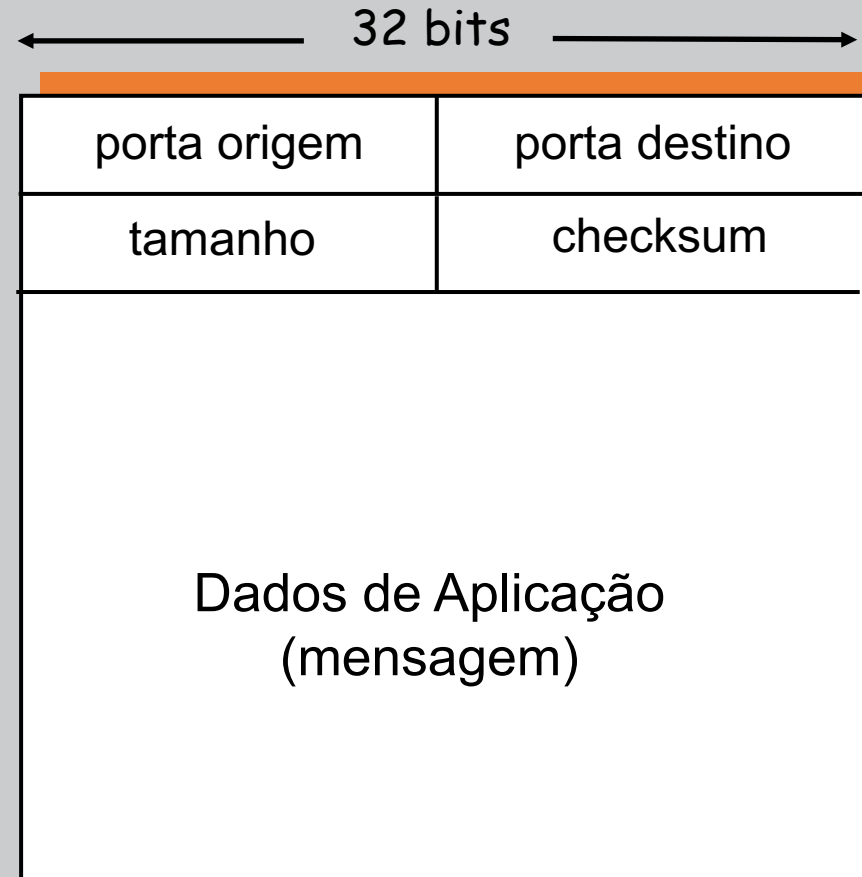 32 bits
porta origem porta destino
tamanho checksum
Dados de Aplicação
(mensagem)